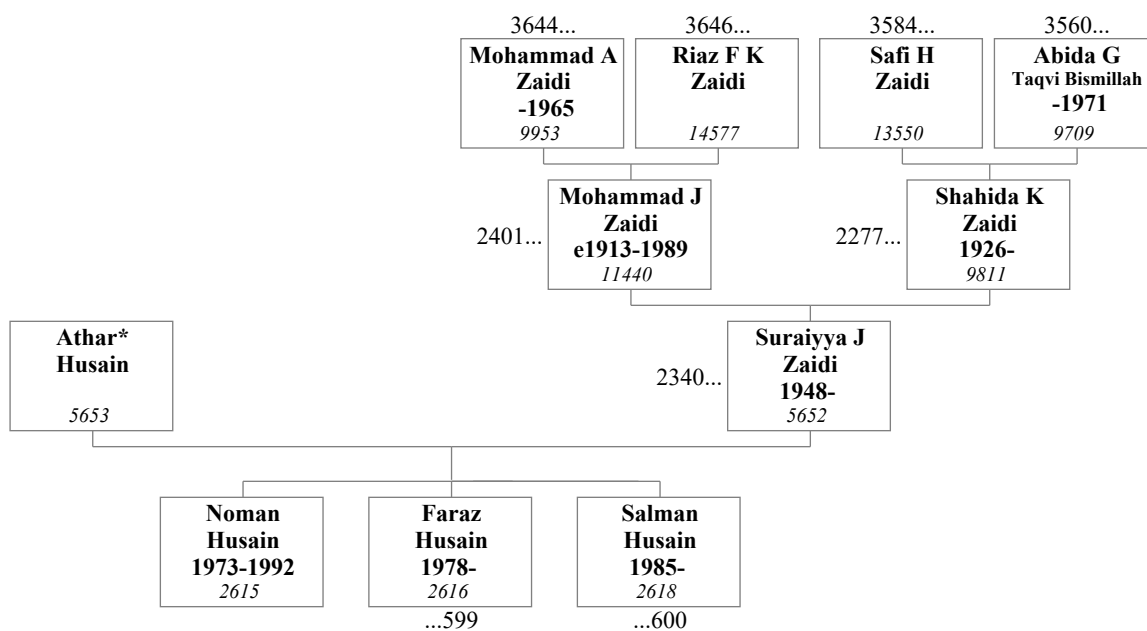 3644...
3646...
3584...
3560...
Mohammad A
Zaidi
-1965
9953
Riaz F K
Zaidi
14577
Safi H
Zaidi
13550
Abida G
Taqvi Bismillah
-1971
9709
2401...
Mohammad J
Zaidi
e1913-1989
11440
2277...
Shahida K
Zaidi
1926-
9811
Athar*
Husain
5653
2340...
Suraiyya J
Zaidi
1948-
5652
Noman
Husain
1973-1992
2615
Faraz
Husain
1978-
2616
...599
Salman
Husain
1985-
2618
...600